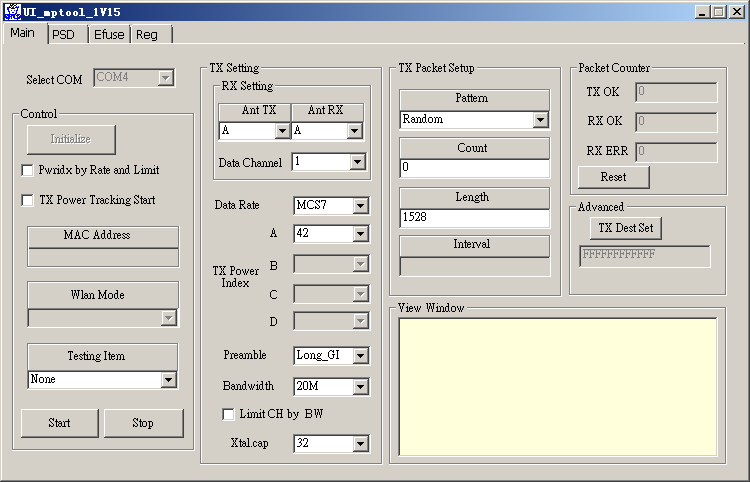 UI_mptool_1V15
Main PSD Efuse Reg
Select COM COM4
Control
Initialize
Pwridx by Rate and Limit
TX Power Tracking Start
MAC Address
Wlan Mode
Testing Item
None
Start Stop
TX Setting
RX Setting
Ant TX Ant RX
A A
Data Channel 1
Data Rate MCS7
A 42
B
TX Power
Index
C
D
Preamble Long_GI
Bandwidth 20M
Limit CH by BW
Xtal.cap 32
TX Packet Setup
Pattern
Random
Count
0
Length
1528
Interval
Packet Counter
TX OK 0
RX OK 0
RX ERR 0
Reset
Advanced
TX Dest Set
FFFFFFFFFFFF
View Window